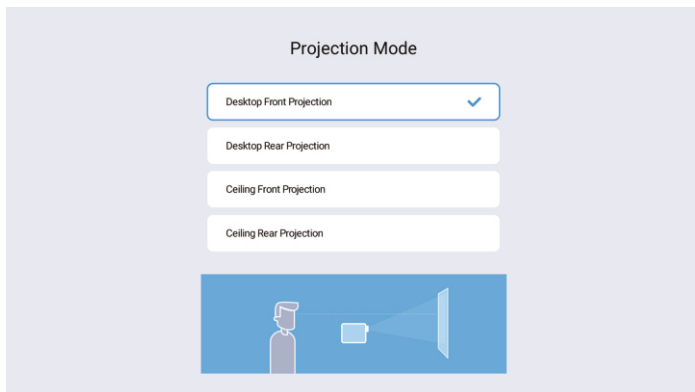 Projection Mode
Desktop Front Projection
Desktop Rear Projection
Ceiling Front Projection
Ceiling Rear Projection